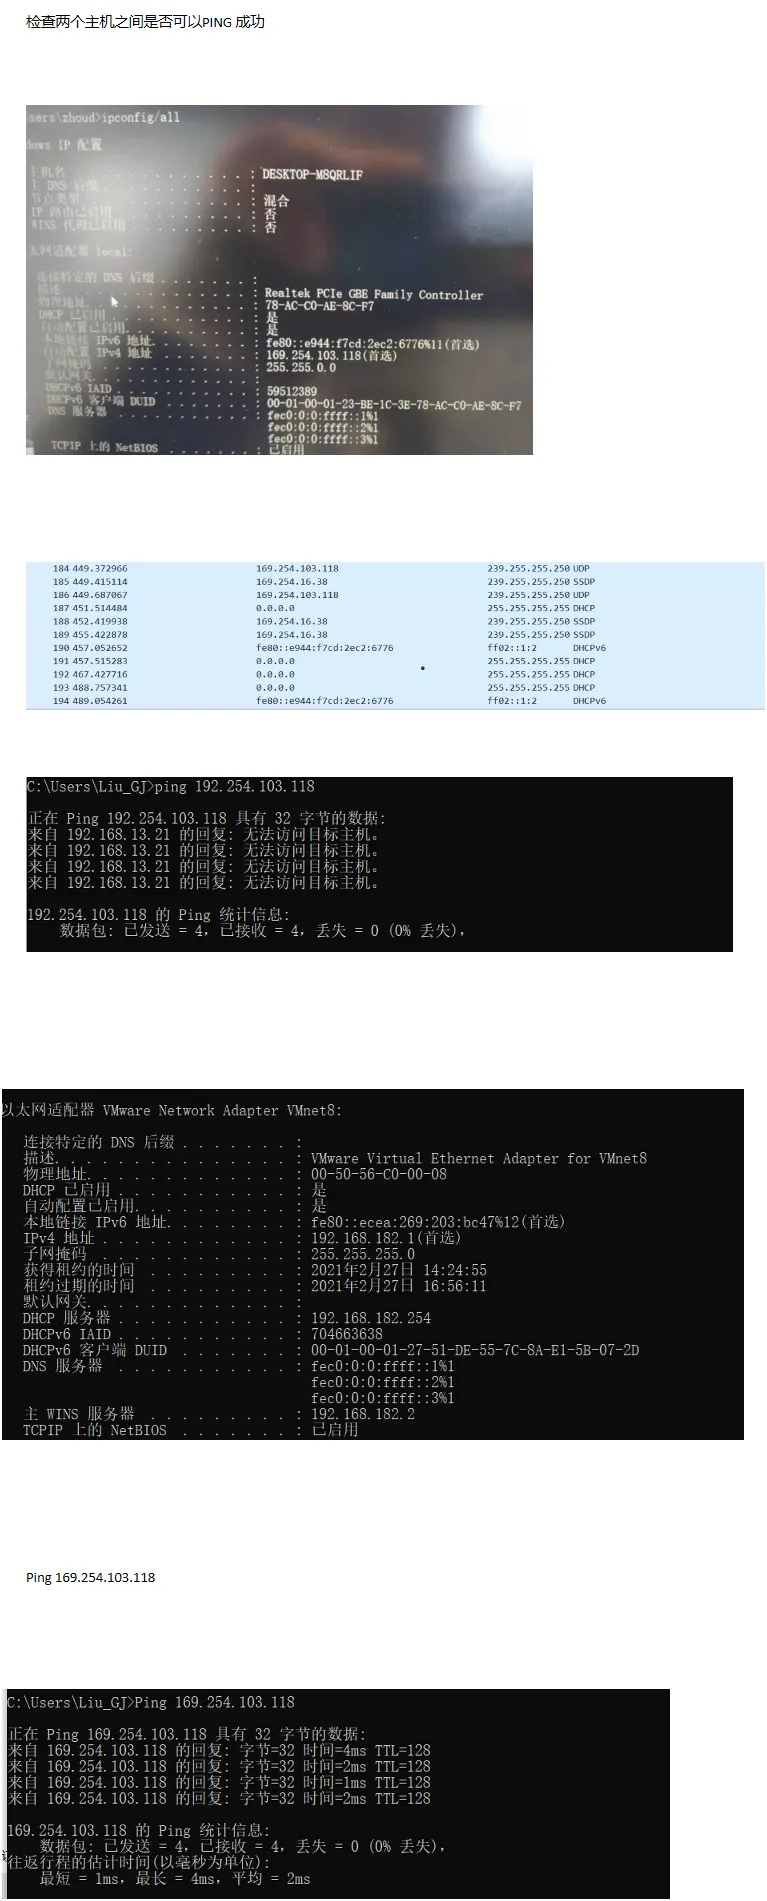 检查两个主机之间是否可以PING 成功
sers\zhoud>ipconfig/all
dows IP 配置
主机名 . . . . . . . . . . . . . : DESKTOP-M8QRLIF
主 DNS 后缀 . . . . . . . . . . . :
节点类型 . . . . . . . . . . . . : 混合
IP 路由已启用 . . . . . . . . . . : 否
WINS 代理已启用 . . . . . . . . . : 否
太网适配器 local:
连接特定的 DNS 后缀 . . . . . . . :
描述. . . . . . . . . . . . . . . : Realtek PCIe GBE Family Controller
物理地址. . . . . . . . . . . . . : 78-AC-C0-AE-8C-F7
DHCP 已启用 . . . . . . . . . . . : 是
自动配置已启用. . . . . . . . . . : 是
本地链接 IPv6 地址. . . . . . . . : fe80::e944:f7cd:2ec2:6776%11(首选)
自动配置 IPv4 地址 . . . . . . . : 169.254.103.118(首选)
子网掩码 . . . . . . . . . . . . : 255.255.0.0
默认网关. . . . . . . . . . . . . :
DHCPv6 IAID . . . . . . . . . . . : 59512389
DHCPv6 客户端 DUID . . . . . . . : 00-01-00-01-23-BE-1C-3E-78-AC-C0-AE-8C-F7
DNS 服务器 . . . . . . . . . . . : fec0:0:0:ffff::1%1
fec0:0:0:ffff::2%1
fec0:0:0:ffff::3%1
TCPIP 上的 NetBIOS . . . . . . . : 已启用
184 449.372966 169.254.103.118 239.255.255.250 UDP
185 449.415114 169.254.16.38 239.255.255.250 SSDP
186 449.687067 169.254.103.118 239.255.255.250 UDP
187 451.514484 0.0.0.0 255.255.255.255 DHCP
188 452.419938 169.254.16.38 239.255.255.250 SSDP
189 455.422878 169.254.16.38 239.255.255.250 SSDP
190 457.052652 fe80::e944:f7cd:2ec2:6776 ff02::1:2 DHCPv6
191 457.515283 0.0.0.0 255.255.255.255 DHCP
192 467.427716 0.0.0.0 255.255.255.255 DHCP
193 488.757341 0.0.0.0 255.255.255.255 DHCP
194 489.054261 fe80::e944:f7cd:2ec2:6776 ff02::1:2 DHCPv6
C:\Users\Liu_GJ>ping 192.254.103.118
正在 Ping 192.254.103.118 具有 32 字节的数据:
来自 192.168.13.21 的回复: 无法访问目标主机。
来自 192.168.13.21 的回复: 无法访问目标主机。
来自 192.168.13.21 的回复: 无法访问目标主机。
来自 192.168.13.21 的回复: 无法访问目标主机。
192.254.103.118 的 Ping 统计信息:
数据包: 已发送 = 4，已接收 = 4，丢失 = 0 (0% 丢失)，
以太网适配器 VMware Network Adapter VMnet8:
连接特定的 DNS 后缀 . . . . . . . :
描述. . . . . . . . . . . . . . . : VMware Virtual Ethernet Adapter for VMnet8
物理地址. . . . . . . . . . . . . : 00-50-56-C0-00-08
DHCP 已启用 . . . . . . . . . . . : 是
自动配置已启用. . . . . . . . . . : 是
本地链接 IPv6 地址. . . . . . . . : fe80::ecea:269:203:bc47%12(首选)
IPv4 地址 . . . . . . . . . . . . : 192.168.182.1(首选)
子网掩码 . . . . . . . . . . . . : 255.255.255.0
获得租约的时间 . . . . . . . . . : 2021年2月27日 14:24:55
租约过期的时间 . . . . . . . . . : 2021年2月27日 16:56:11
默认网关. . . . . . . . . . . . . :
DHCP 服务器 . . . . . . . . . . . : 192.168.182.254
DHCPv6 IAID . . . . . . . . . . . : 704663638
DHCPv6 客户端 DUID . . . . . . . : 00-01-00-01-27-51-DE-55-7C-8A-E1-5B-07-2D
DNS 服务器 . . . . . . . . . . . : fec0:0:0:ffff::1%1
fec0:0:0:ffff::2%1
fec0:0:0:ffff::3%1
主 WINS 服务器 . . . . . . . . . : 192.168.182.2
TCPIP 上的 NetBIOS . . . . . . . : 已启用
Ping 169.254.103.118
C:\Users\Liu_GJ>Ping 169.254.103.118
正在 Ping 169.254.103.118 具有 32 字节的数据:
来自 169.254.103.118 的回复: 字节=32 时间=4ms TTL=128
来自 169.254.103.118 的回复: 字节=32 时间=2ms TTL=128
来自 169.254.103.118 的回复: 字节=32 时间=1ms TTL=128
来自 169.254.103.118 的回复: 字节=32 时间=2ms TTL=128
169.254.103.118 的 Ping 统计信息:
数据包: 已发送 = 4，已接收 = 4，丢失 = 0 (0% 丢失)，
往返行程的估计时间(以毫秒为单位):
最短 = 1ms，最长 = 4ms，平均 = 2ms